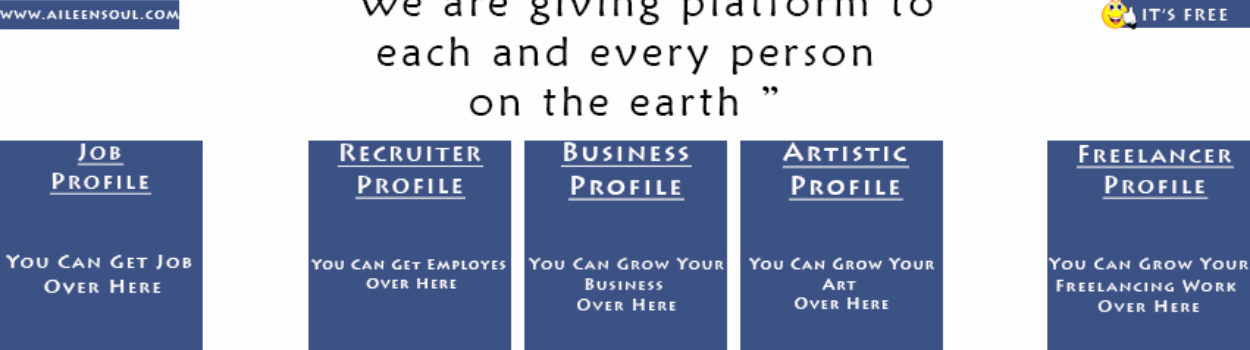 WWW.AILEENSOUL.COM
IT'S FREE
We are giving platform to
each and every person
on the earth ”
JOB
PROFILE
YOU CAN GET JOB
OVER HERE
RECRUITER
PROFILE
YOU CAN GET EMPLOYES
OVER HERE
BUSINESS
PROFILE
YOU CAN GROW YOUR
BUSINESS
OVER HERE
ARTISTIC
PROFILE
YOU CAN GROW YOUR
ART
OVER HERE
FREELANCER
PROFILE
YOU CAN GROW YOUR
FREELANCING WORK
OVER HERE